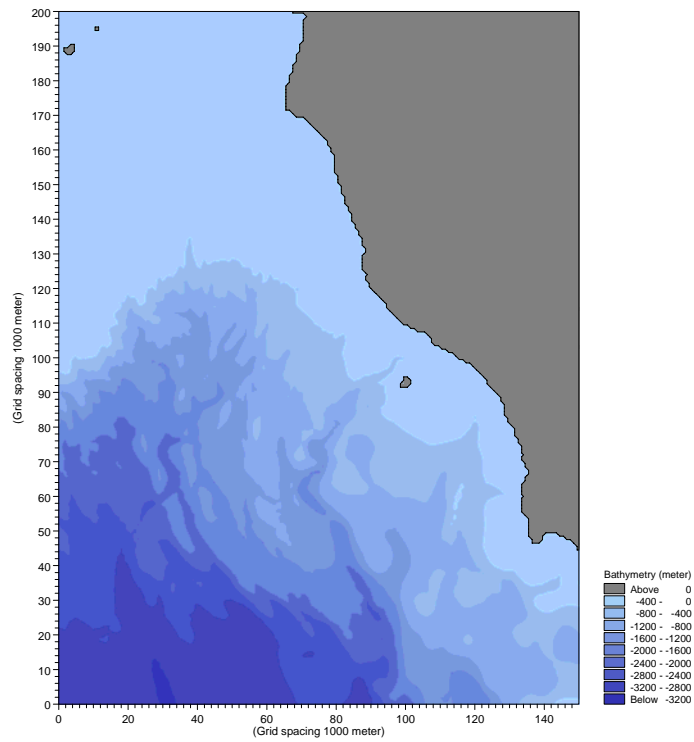 200
190
180
170
160
150
140
130
120
110
100
90
80
70
60
50
40
30
20
10
0
(Grid spacing 1000 meter)
0 20 40 60 80 100 120 140
(Grid spacing 1000 meter)
Bathymetry (meter)
Above 0
-400 - 0
-800 - -400
-1200 - -800
-1600 - -1200
-2000 - -1600
-2400 - -2000
-2800 - -2400
-3200 - -2800
Below -3200